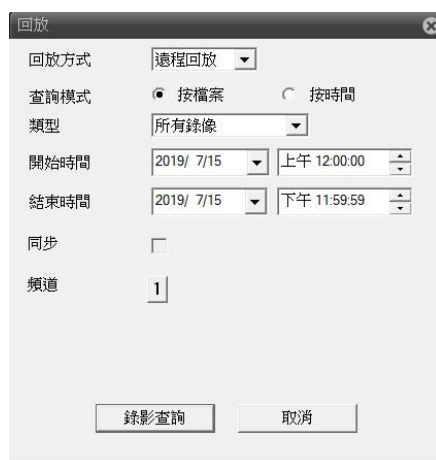 回放
回放方式 遠程回放
查詢模式 按檔案 按時間
類型 所有錄像
開始時間 2019/ 7/15 上午 12:00:00
結束時間 2019/ 7/15 下午 11:59:59
同步
頻道 1
錄影查詢 取消